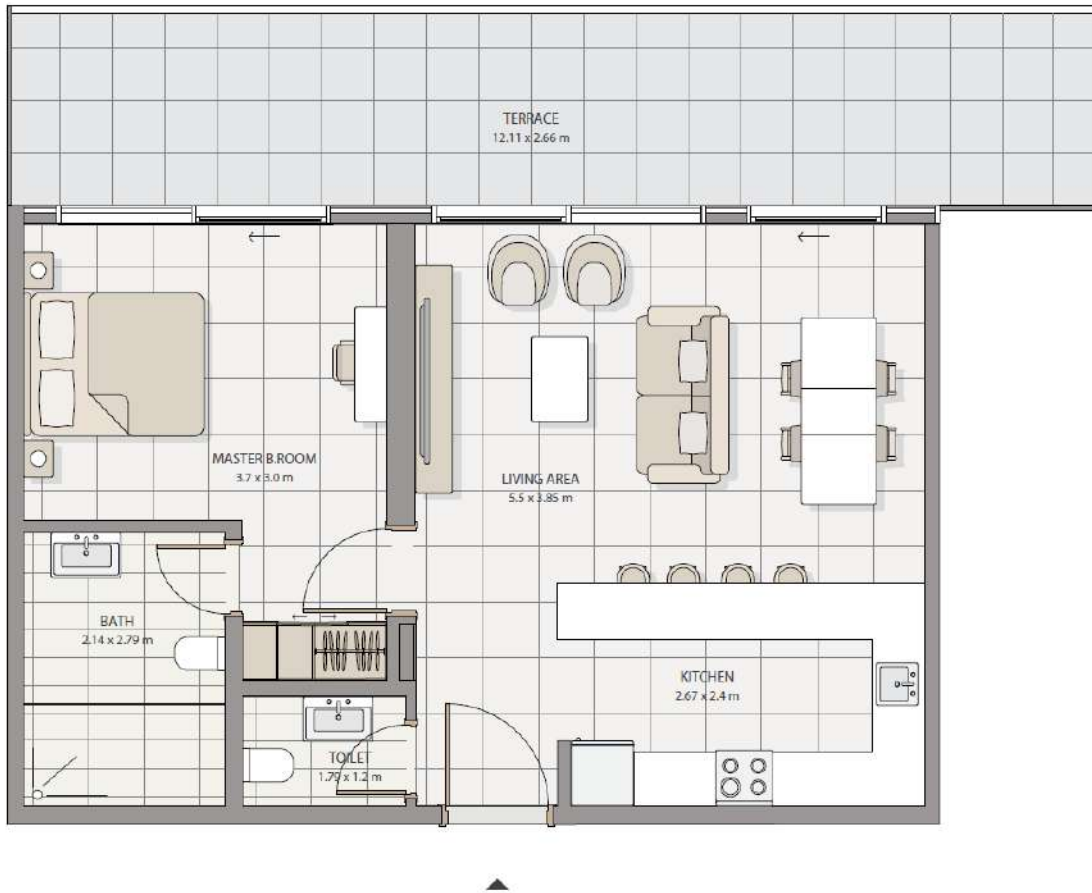 TERRACE
12.11 x 2.66 m
MASTER B.ROOM
3.7 x 3.0 m
LIVING AREA
5.5 x 3.85 m
BATH
2.14 x 2.79 m
KITCHEN
2.67 x 2.4 m
TOILET
1.79 x 1.2 m